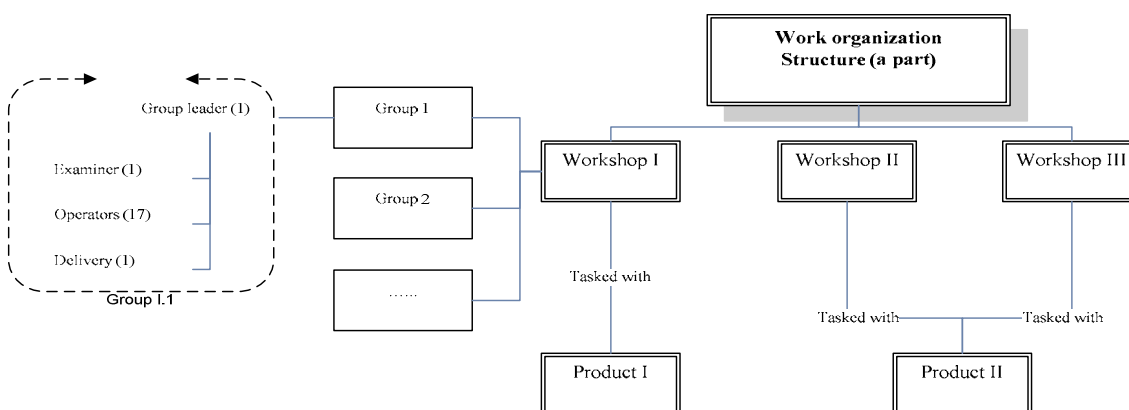 Work organization
Structure (a part)
Group leader (1)
Examiner (1)
Operators (17)
Delivery (1)
Group I.1
Group 1
Group 2
......
Workshop I
Workshop II
Workshop III
Tasked with
Tasked with
Tasked with
Product I
Product II